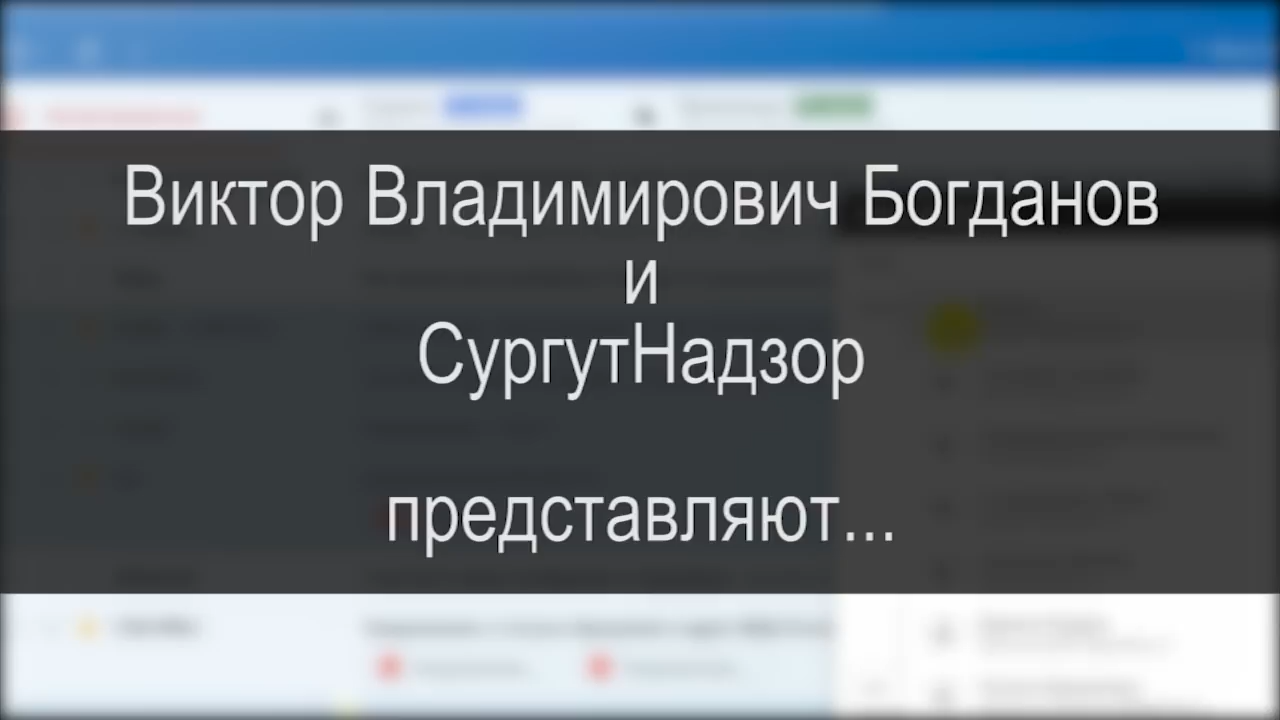 Виктор Владимирович Богданов
и
СургутНадзор
представляют...